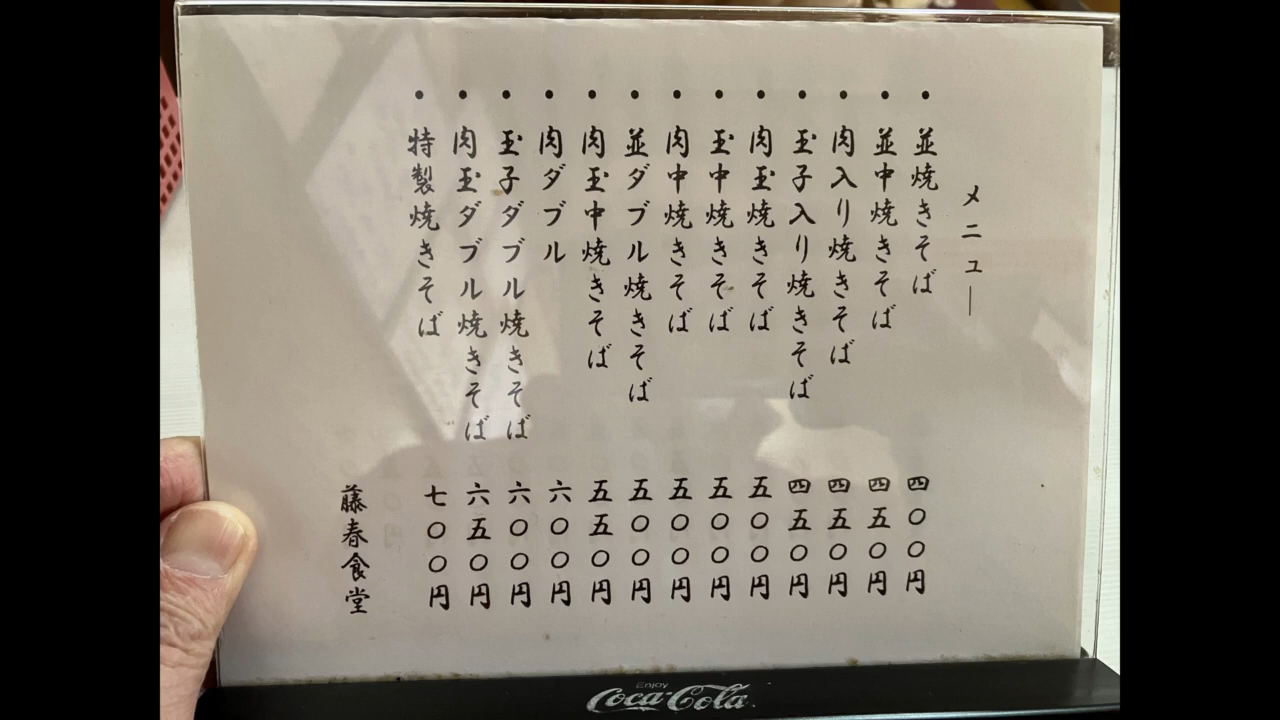 メニュー
・並焼きそば 四〇〇円
・並中焼きそば 四五〇円
・肉入り焼きそば 四五〇円
・玉子入り焼きそば 四五〇円
・肉玉焼きそば 五〇〇円
・玉中焼きそば 五〇〇円
・肉中焼きそば 五〇〇円
・並ダブル焼きそば 五〇〇円
・肉玉中焼きそば 五五〇円
・肉ダブル 六〇〇円
・玉子ダブル焼きそば 六〇〇円
・肉玉ダブル焼きそば 六五〇円
・特製焼きそば 七〇〇円
藤春食堂
Enjoy
Coca-Cola